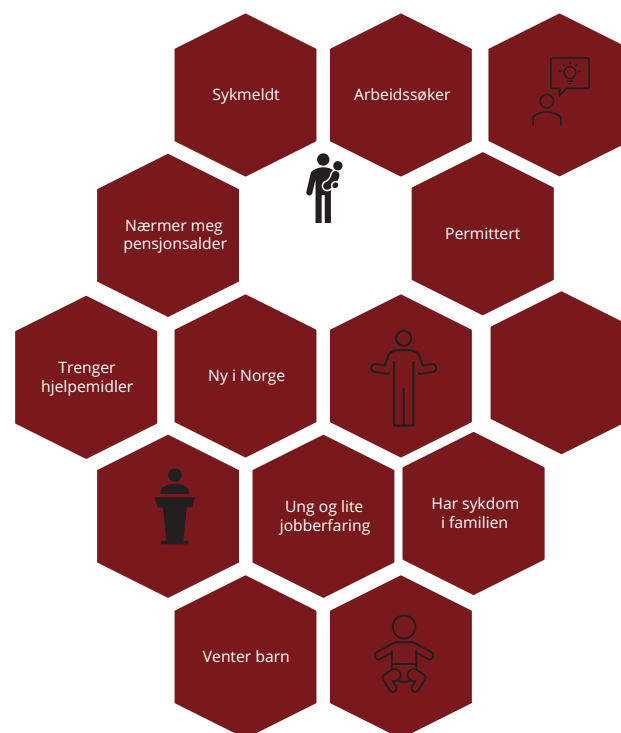 Sykmeldt
Arbeidssøker
Nærmer meg
pensjonsalder
Permittert
Trenger
hjelpemidler
Ny i Norge
Ung og lite
jobberfaring
Har sykdom
i familien
Venter barn